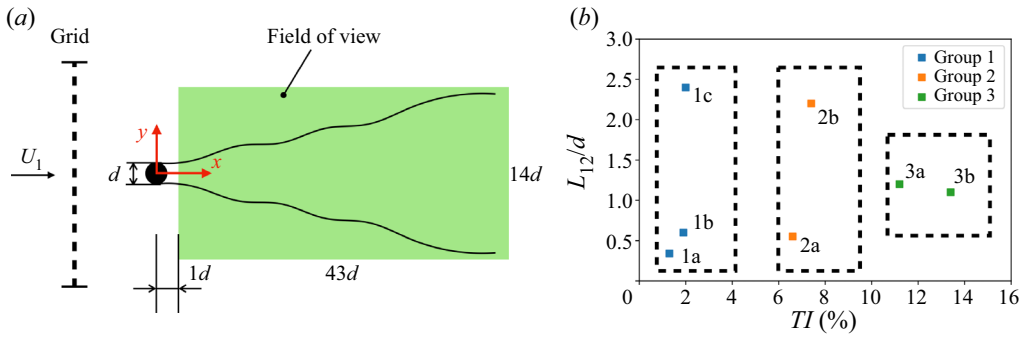 (a)
Grid
Field of view
U₁
y
x
d
14d
1d
43d
(b)
3.0
2.5
2.0
1.5
1.0
0.5
0
2
4
6
8
10
12
14
16
L₁₂/d
TI (%)
Group 1
Group 2
Group 3
1c
2b
3a
3b
1b
2a
1a